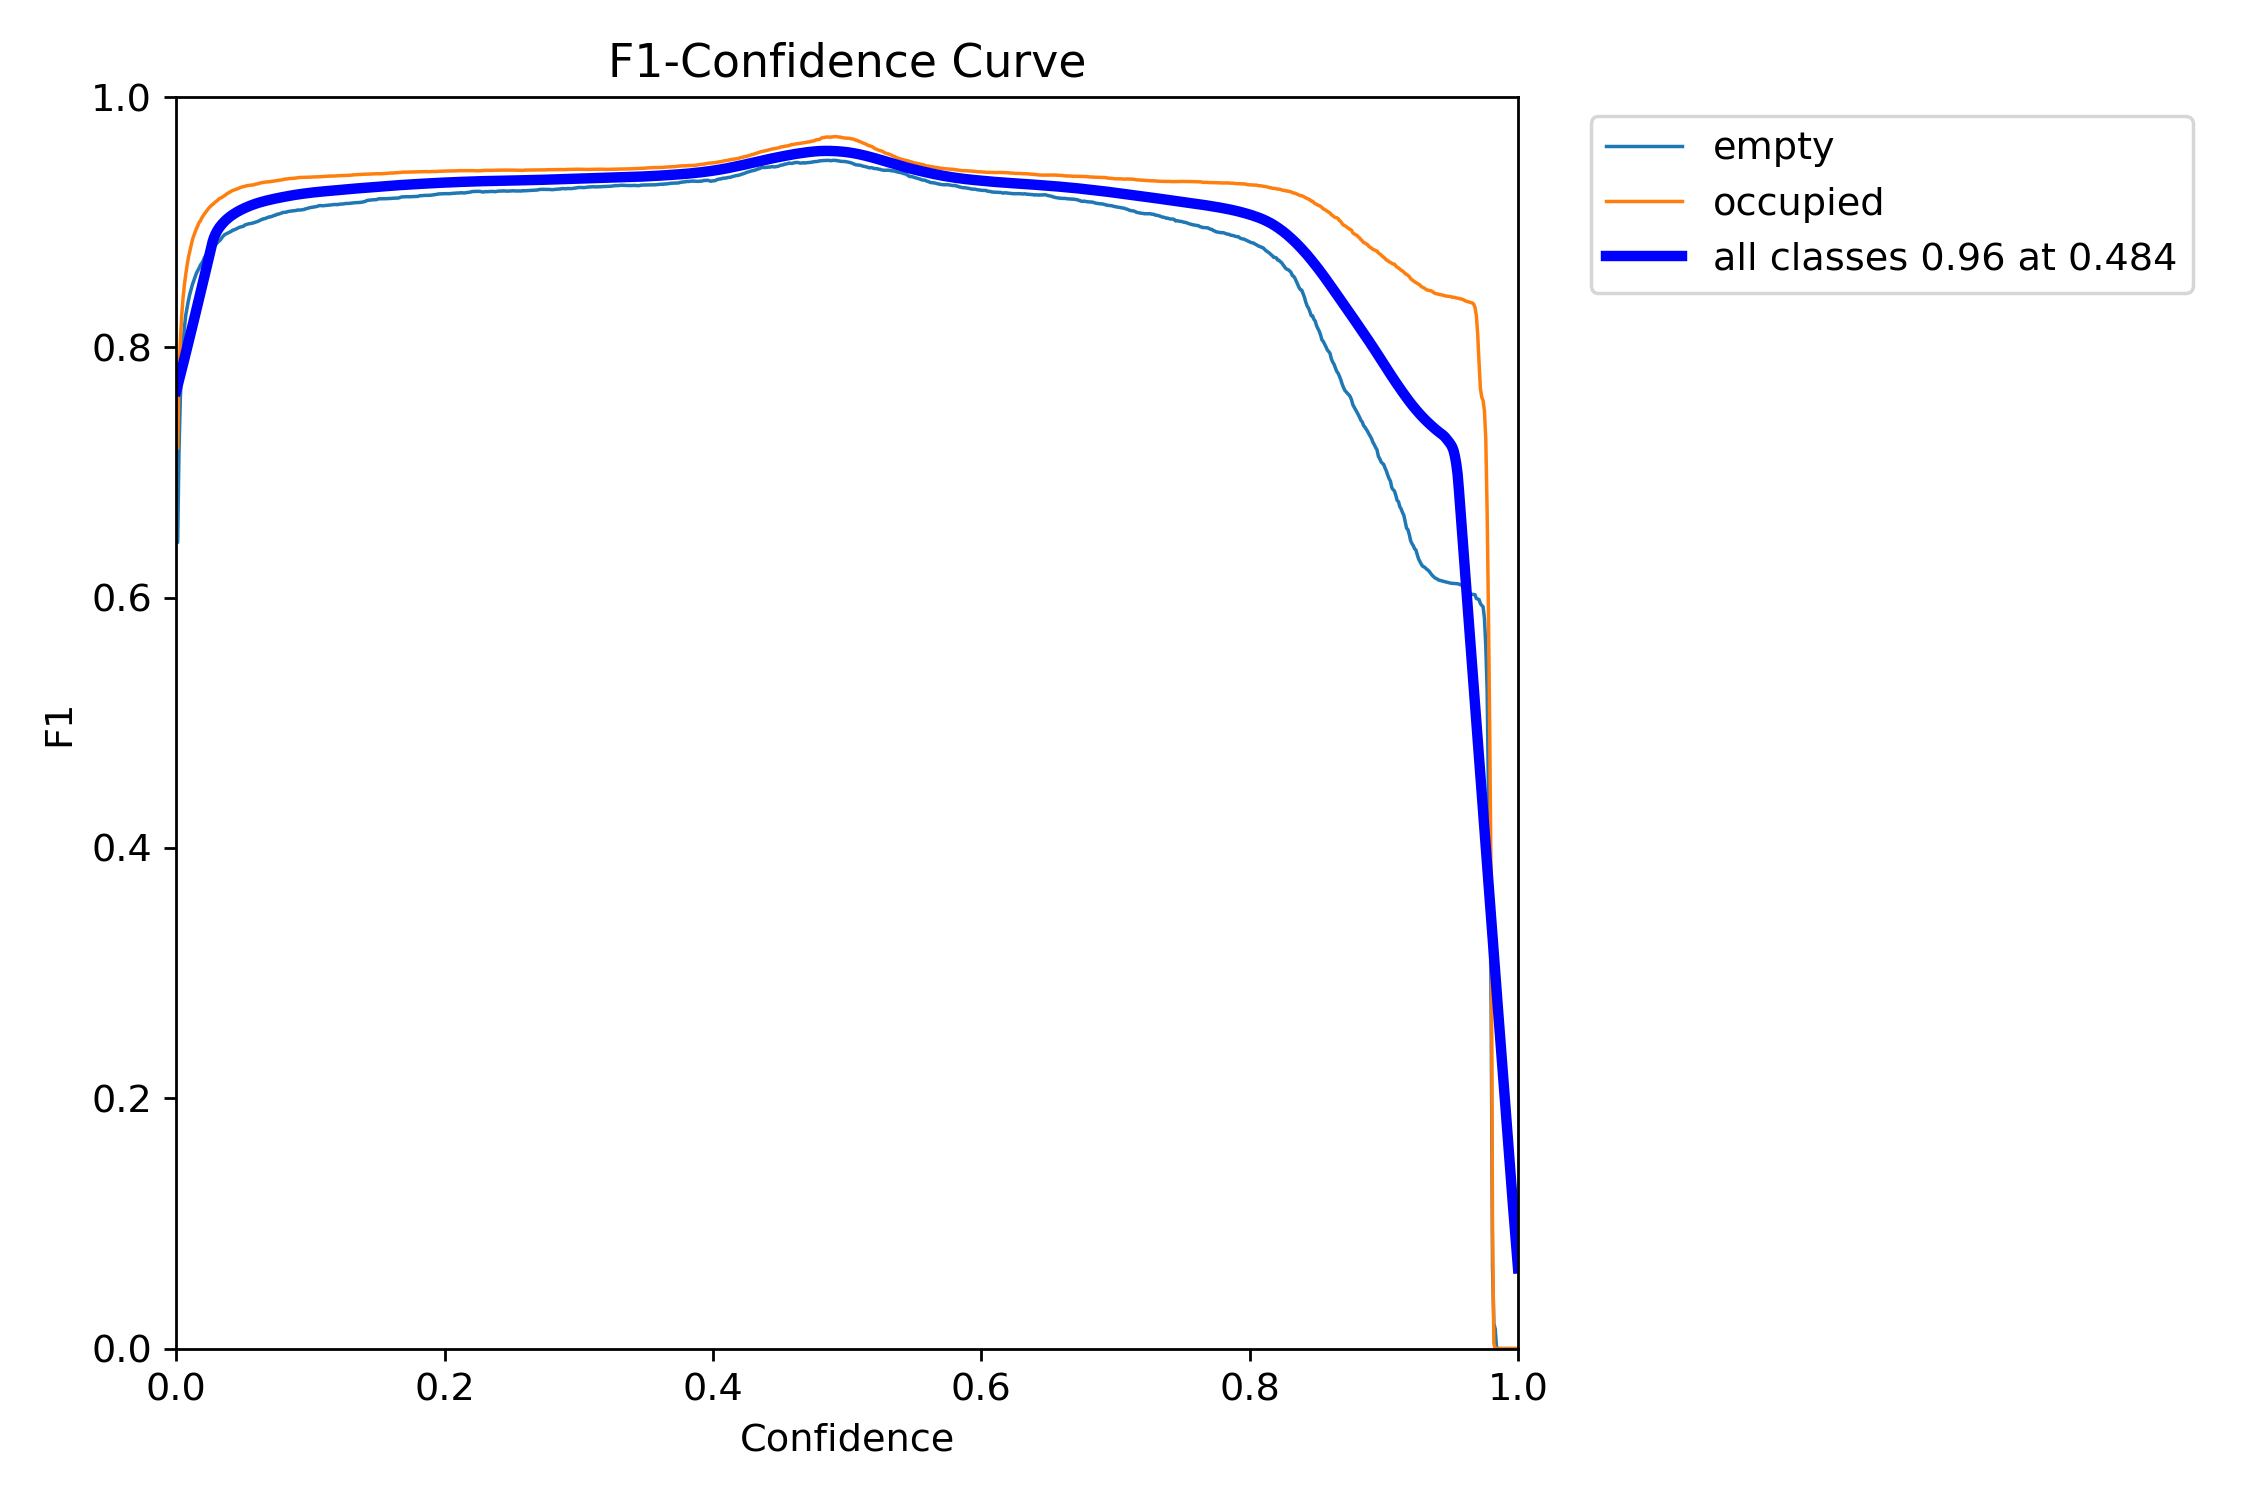 F1-Confidence Curve
1.0
0.8
0.6
0.4
0.2
0.0
F1
0.0 0.2 0.4 0.6 0.8 1.0
Confidence
empty
occupied
all classes 0.96 at 0.484